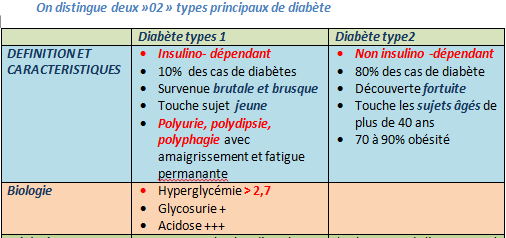 On distingue deux »02 » types principaux de diabète
Diabète types 1
Diabète type2
DEFINITION ET
CARACTERISTIQUES
• Insulino- dépendant
• 10% des cas de diabètes
• Survenue brutale et brusque
• Touche sujet jeune
• Polyurie, polydipsie,
polyphagie avec
amaigrissement et fatigue
permanante
• Non insulino -dépendant
• 80% des cas de diabète
• Découverte fortuite
• Touche les sujets âgés de
plus de 40 ans
• 70 à 90% obésité
Biologie
• Hyperglycémie > 2,7
• Glycosurie +
• Acidose +++